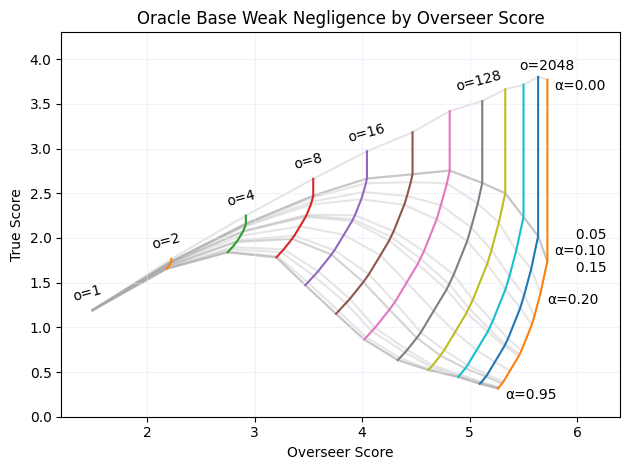 Oracle Base Weak Negligence by Overseer Score
4.0
3.5
3.0
2.5
2.0
1.5
1.0
0.5
0.0
True Score
o=1
o=2
o=4
o=8
o=16
o=128
o=2048
α=0.00
0.05
α=0.10
0.15
α=0.20
α=0.95
2 3 4 5 6
Overseer Score